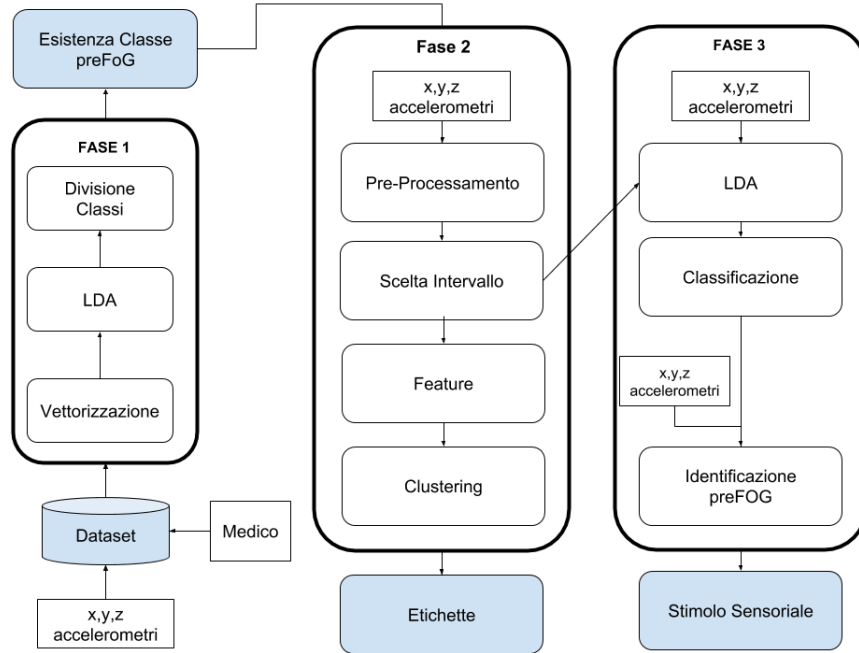 Esistenza Classe
preFoG
FASE 1
Divisione
Classi
LDA
Vettorizzazione
Dataset
Medico
x,y,z
accelerometri
Fase 2
x,y,z
accelerometri
Pre-Processamento
Scelta Intervallo
Feature
Clustering
Etichette
FASE 3
x,y,z
accelerometri
LDA
Classificazione
x,y,z
accelerometri
Identificazione
preFOG
Stimolo Sensoriale